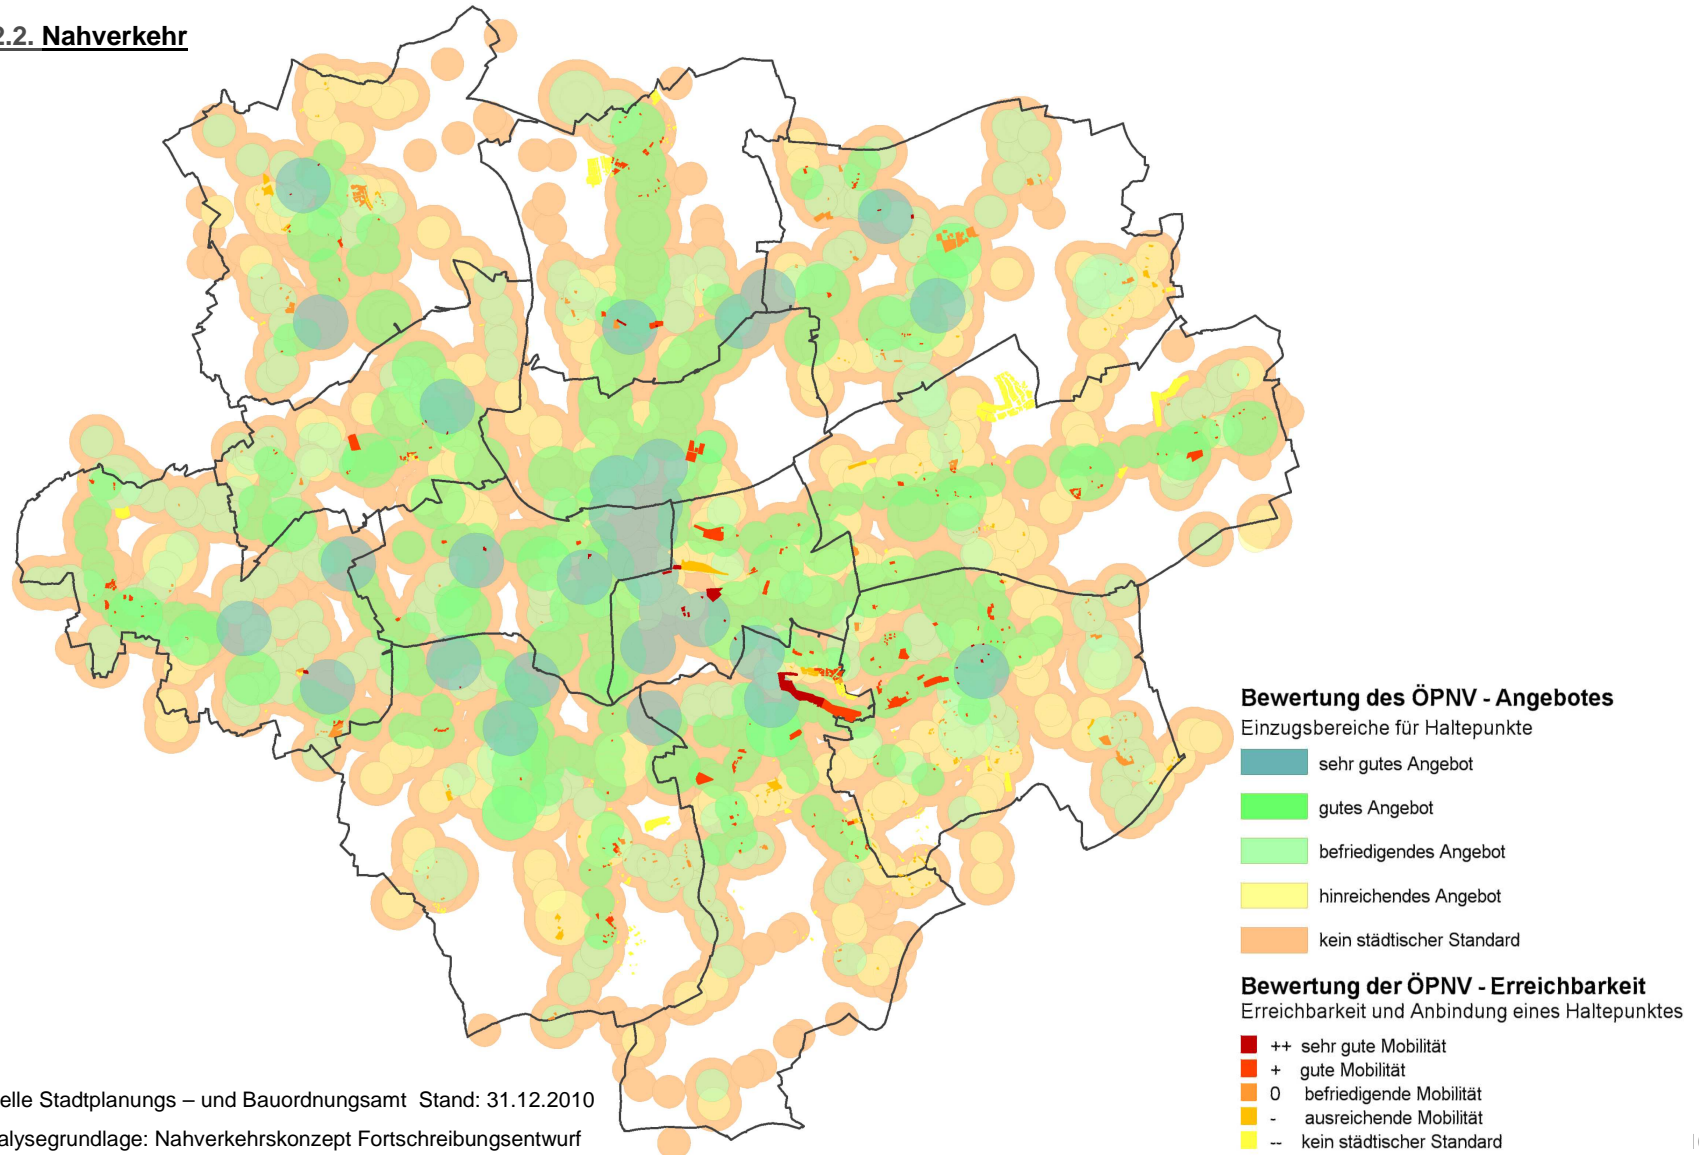 2.2. Nahverkehr
Bewertung des ÖPNV - Angebotes
Einzugsbereiche für Haltepunkte
sehr gutes Angebot
gutes Angebot
befriedigendes Angebot
hinreichendes Angebot
kein städtischer Standard
Bewertung der ÖPNV - Erreichbarkeit
Erreichbarkeit und Anbindung eines Haltepunktes
++ sehr gute Mobilität
+ gute Mobilität
0 befriedigende Mobilität
- ausreichende Mobilität
-- kein städtischer Standard
elle Stadtplanungs – und Bauordnungsamt Stand: 31.12.2010
alysegrundlage: Nahverkehrskonzept Fortschreibungsentwurf